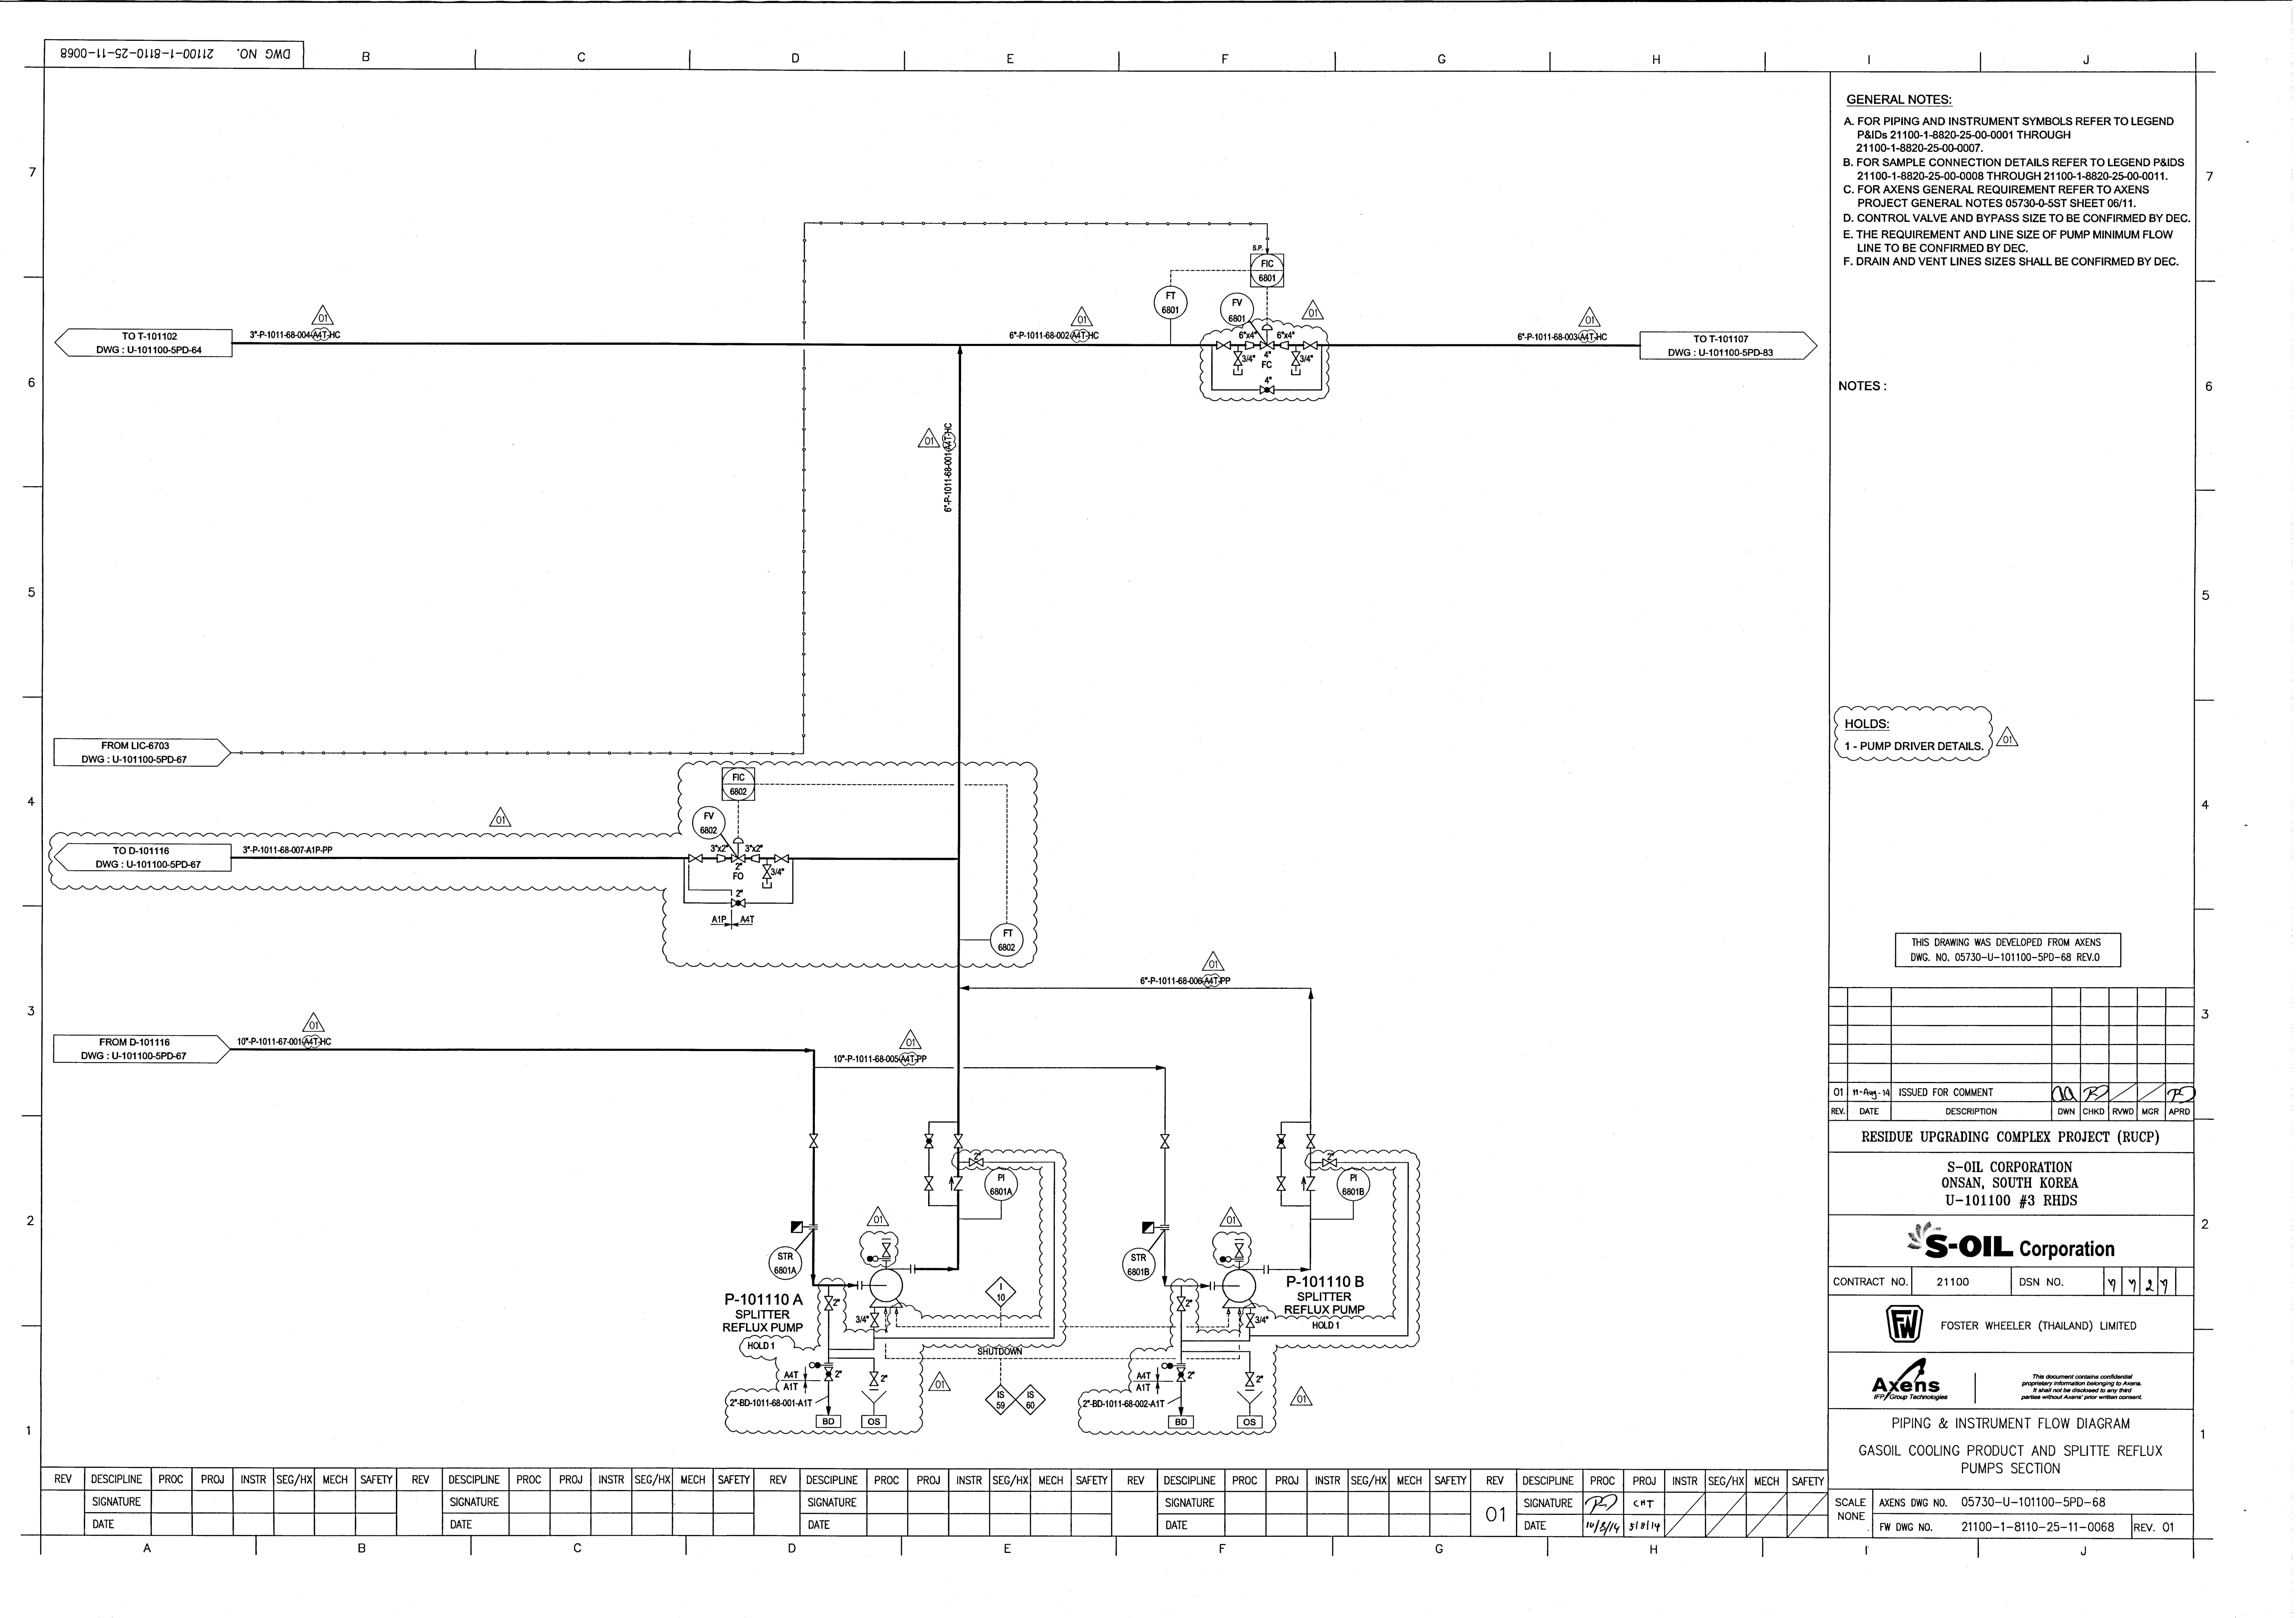 DWG NO. 21100-1-8110-25-11-0068
B
C
D
E
F
G
H
I
J
7
6
5
4
3
2
1
GENERAL NOTES:
A. FOR PIPING AND INSTRUMENT SYMBOLS REFER TO LEGEND
P&IDs 21100-1-8820-25-00-0001 THROUGH
21100-1-8820-25-00-0007.
B. FOR SAMPLE CONNECTION DETAILS REFER TO LEGEND P&IDS
21100-1-8820-25-00-0008 THROUGH 21100-1-8820-25-00-0011.
C. FOR AXENS GENERAL REQUIREMENT REFER TO AXENS
PROJECT GENERAL NOTES 05730-0-5ST SHEET 06/11.
D. CONTROL VALVE AND BYPASS SIZE TO BE CONFIRMED BY DEC.
E. THE REQUIREMENT AND LINE SIZE OF PUMP MINIMUM FLOW
LINE TO BE CONFIRMED BY DEC.
F. DRAIN AND VENT LINES SIZES SHALL BE CONFIRMED BY DEC.
NOTES :
HOLDS:
1 - PUMP DRIVER DETAILS.
01
TO T-101102
DWG : U-101100-5PD-64
3"-P-1011-68-004-A4T-HC
01
6"-P-1011-68-002-A4T-HC
01
S.P.
FIC
6801
FT
6801
FV
6801
01
6"x4" 6"x4"
3/4"
4"
FC
3/4"
4"
6"-P-1011-68-003-A4T-HC
01
TO T-101107
DWG : U-101100-5PD-83
01
6"-P-1011-68-001-A4T-HC
FROM LIC-6703
DWG : U-101100-5PD-67
FIC
6802
FV
6802
01
TO D-101116
DWG : U-101100-5PD-67
3"-P-1011-68-007-A1P-PP
3"x2" 3"x2"
2"
FO
3/4"
2"
A1P A4T
FT
6802
01
6"-P-1011-68-006-A4T-PP
FROM D-101116
DWG : U-101100-5PD-67
01
10"-P-1011-67-001-A4T-HC
01
10"-P-1011-68-005-A4T-PP
2"
PI
6801A
01
STR
6801A
P-101110 A
SPLITTER
REFLUX PUMP
HOLD 1
2"
3/4"
I
10
SHUTDOWN
A4T
A1T
2"
2"
01
2"-BD-1011-68-001-A1T
BD
OS
IS
59
IS
60
2"
PI
6801B
01
STR
6801B
P-101110 B
SPLITTER
REFLUX PUMP
HOLD 1
2"
3/4"
A4T
A1T
2"
2"
01
2"-BD-1011-68-002-A1T
BD
OS
THIS DRAWING WAS DEVELOPED FROM AXENS
DWG. NO. 05730-U-101100-5PD-68 REV.0
01 11-Aug-14 ISSUED FOR COMMENT
REV. DATE DESCRIPTION DWN CHKD RVWD MGR APRD
RESIDUE UPGRADING COMPLEX PROJECT (RUCP)
S-OIL CORPORATION
ONSAN, SOUTH KOREA
U-101100 #3 RHDS
S-OIL Corporation
CONTRACT NO. 21100 DSN NO.
FW
FOSTER WHEELER (THAILAND) LIMITED
Axens
IFP Group Technologies
This document contains confidential
proprietary information belonging to Axens.
It shall not be disclosed to any third
parties without Axens' prior written consent.
PIPING & INSTRUMENT FLOW DIAGRAM
GASOIL COOLING PRODUCT AND SPLITTE REFLUX
PUMPS SECTION
SCALE
NONE
AXENS DWG NO. 05730-U-101100-5PD-68
FW DWG NO. 21100-1-8110-25-11-0068 REV. 01
REV DESCIPLINE PROC PROJ INSTR SEG/HX MECH SAFETY REV DESCIPLINE PROC PROJ INSTR SEG/HX MECH SAFETY REV DESCIPLINE PROC PROJ INSTR SEG/HX MECH SAFETY REV DESCIPLINE PROC PROJ INSTR SEG/HX MECH SAFETY REV DESCIPLINE PROC PROJ INSTR SEG/HX MECH SAFETY
SIGNATURE SIGNATURE SIGNATURE SIGNATURE 01 SIGNATURE CHT
DATE DATE DATE DATE DATE 10/8/14 5/8/14
A
B
C
D
E
F
G
H
I
J